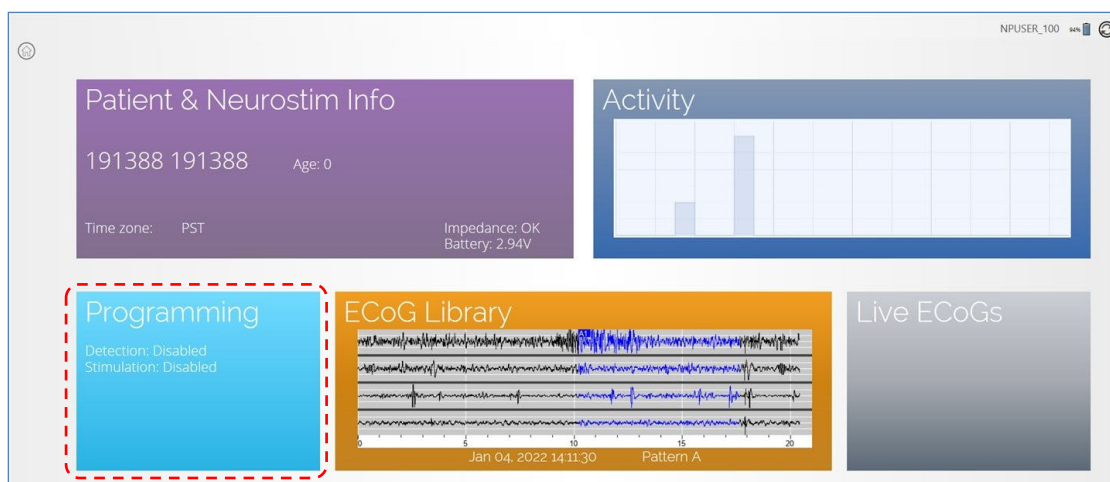 NPUSER_100 94%
Patient & Neurostim Info
191388 191388 Age: 0
Time zone: PST
Impedance: OK
Battery: 2.94V
Activity
Programming
Detection: Disabled
Stimulation: Disabled
ECoG Library
0 5 10 15 20
Jan 04, 2022 14:11:30 Pattern A
Live ECoGs